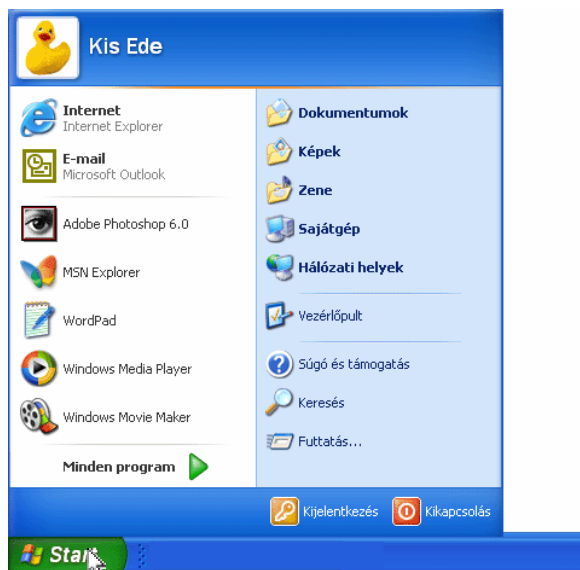 Kis Ede
Internet
Internet Explorer
E-mail
Microsoft Outlook
Adobe Photoshop 6.0
MSN Explorer
WordPad
Windows Media Player
Windows Movie Maker
Minden program
Dokumentumok
Képek
Zene
Sajátgép
Hálózati helyek
Vezérlőpult
Súgó és támogatás
Keresés
Futtatás...
Kijelentkezés
Kikapcsolás
Start